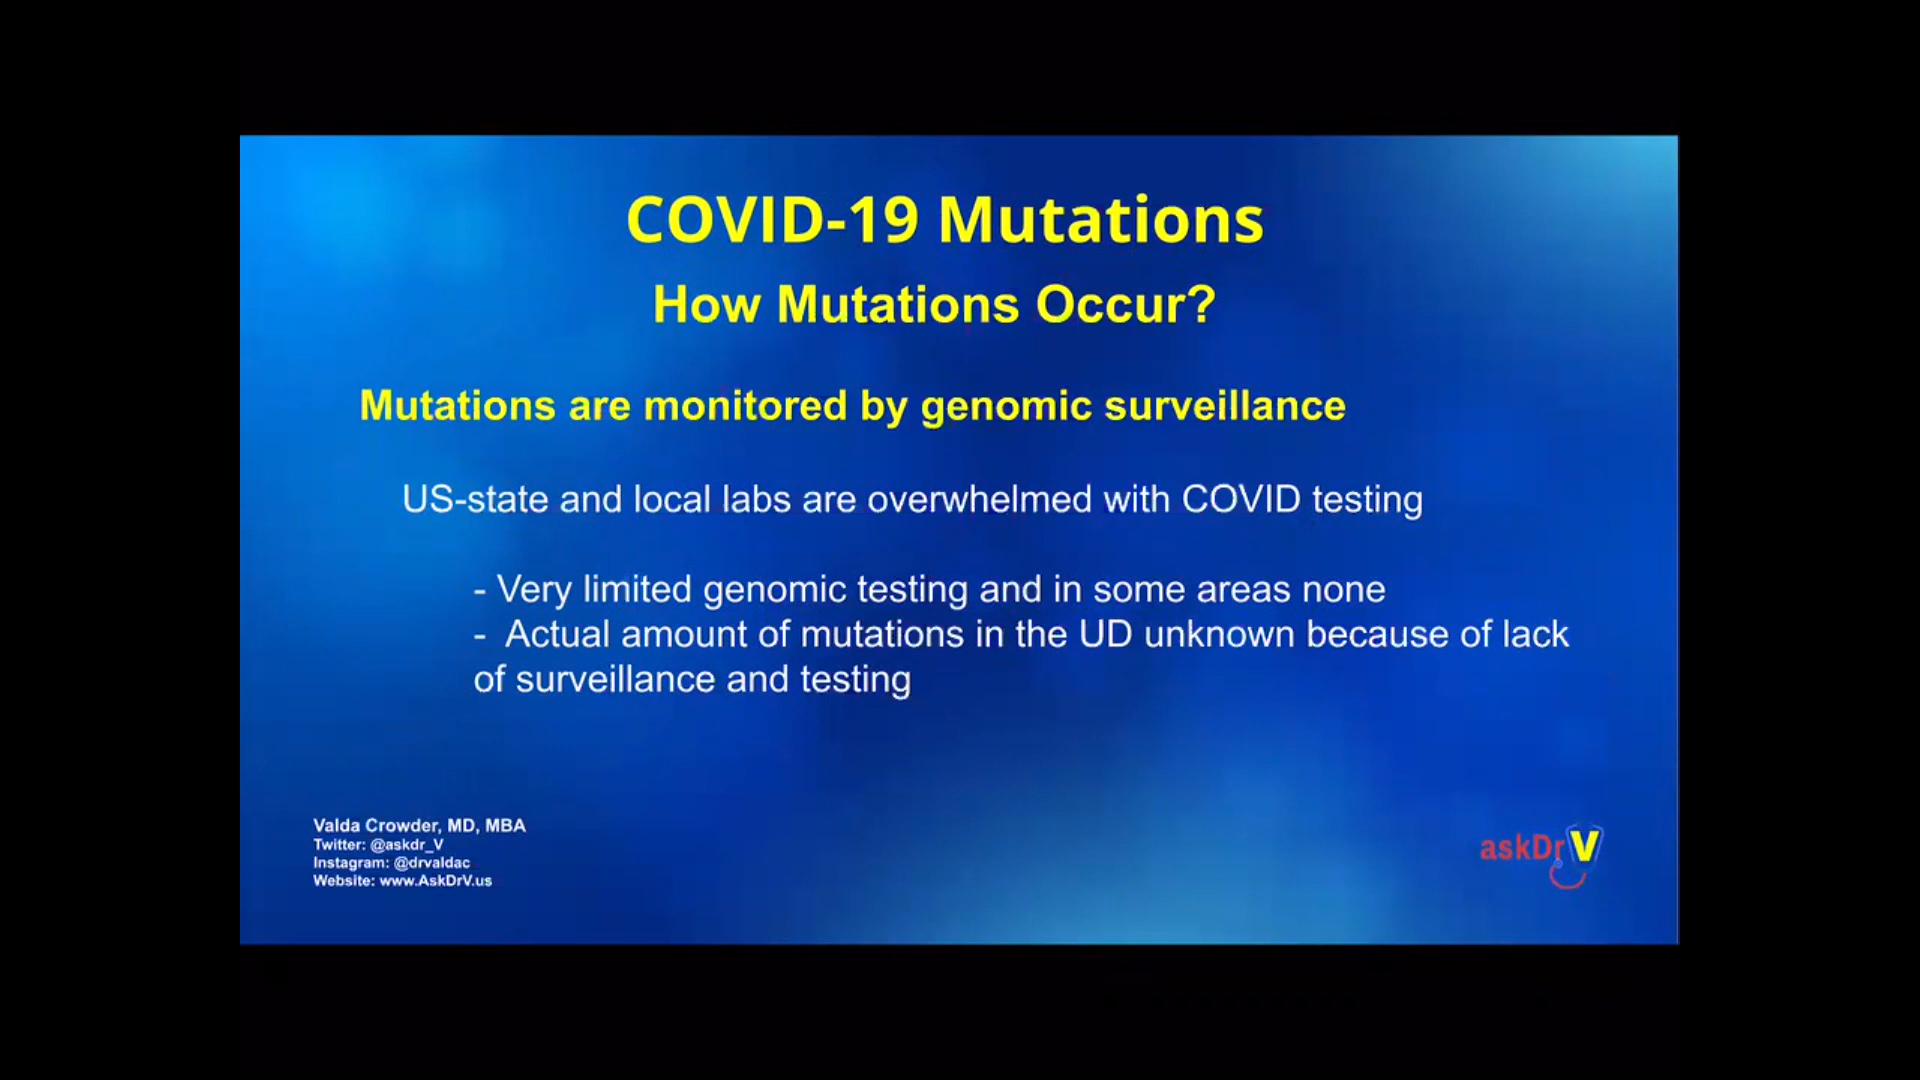 COVID-19 Mutations
How Mutations Occur?
Mutations are monitored by genomic surveillance
US-state and local labs are overwhelmed with COVID testing
- Very limited genomic testing and in some areas none
- Actual amount of mutations in the UD unknown because of lack
of surveillance and testing
Valda Crowder, MD, MBA
Twitter: @askdr_V
Instagram: @drvaldac
Website: www.AskDrV.us
askDrV